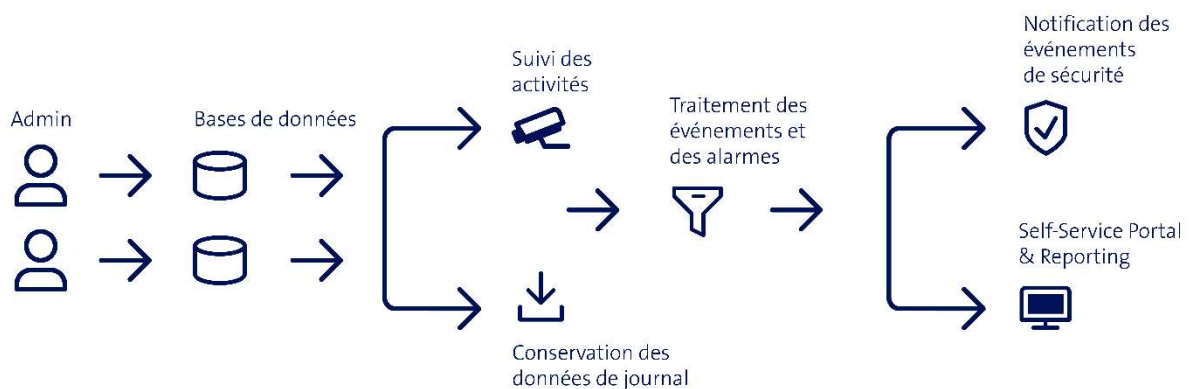 Admin
Bases de données
Suivi des
activités
Conservation des
données de journal
Traitement des
événements et
des alarmes
Notification des
événements
de sécurité
Self-Service Portal
& Reporting